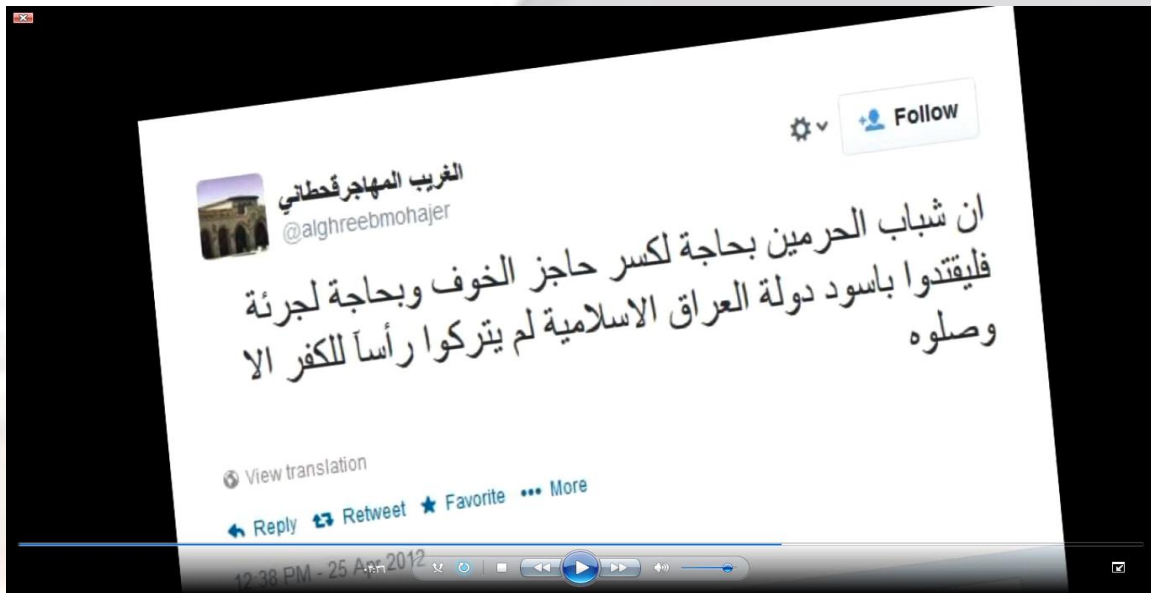 Follow
الغريب المهاجرقحطاني
@alghreebmohajer
ان شباب الحرمين بحاجة لكسر حاجز الخوف وبحاجة لجرئة
فليقتدوا باسود دولة العراق الاسلامية لم يتركوا رأساً للكفر الا
وصلوه
View translation
Reply Retweet Favorite More
12:38 PM - 25 Apr 2012